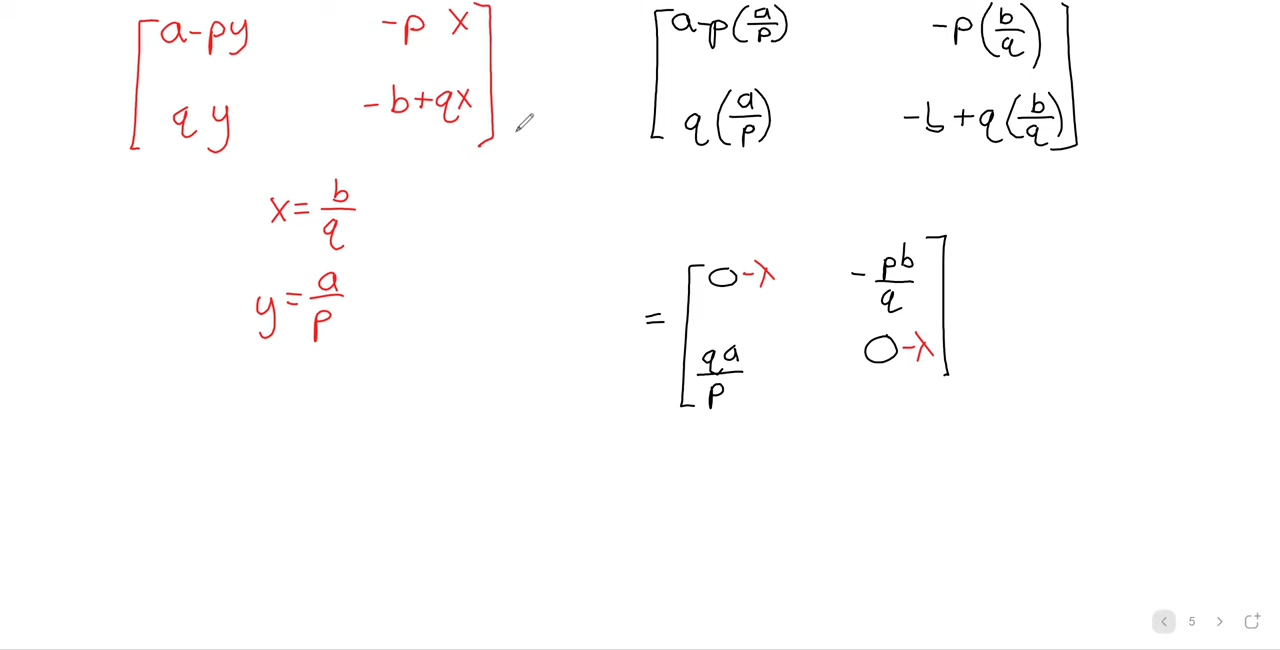 [ a-py -p x ]
[ q y -b+qx ]
x = b/q
y = a/p
[ a-p(a/p) -p(b/q) ]
[ q(a/p) -b+q(b/q) ]
= [ 0-λ -pb/q ]
[ qa/p 0-λ ]
5